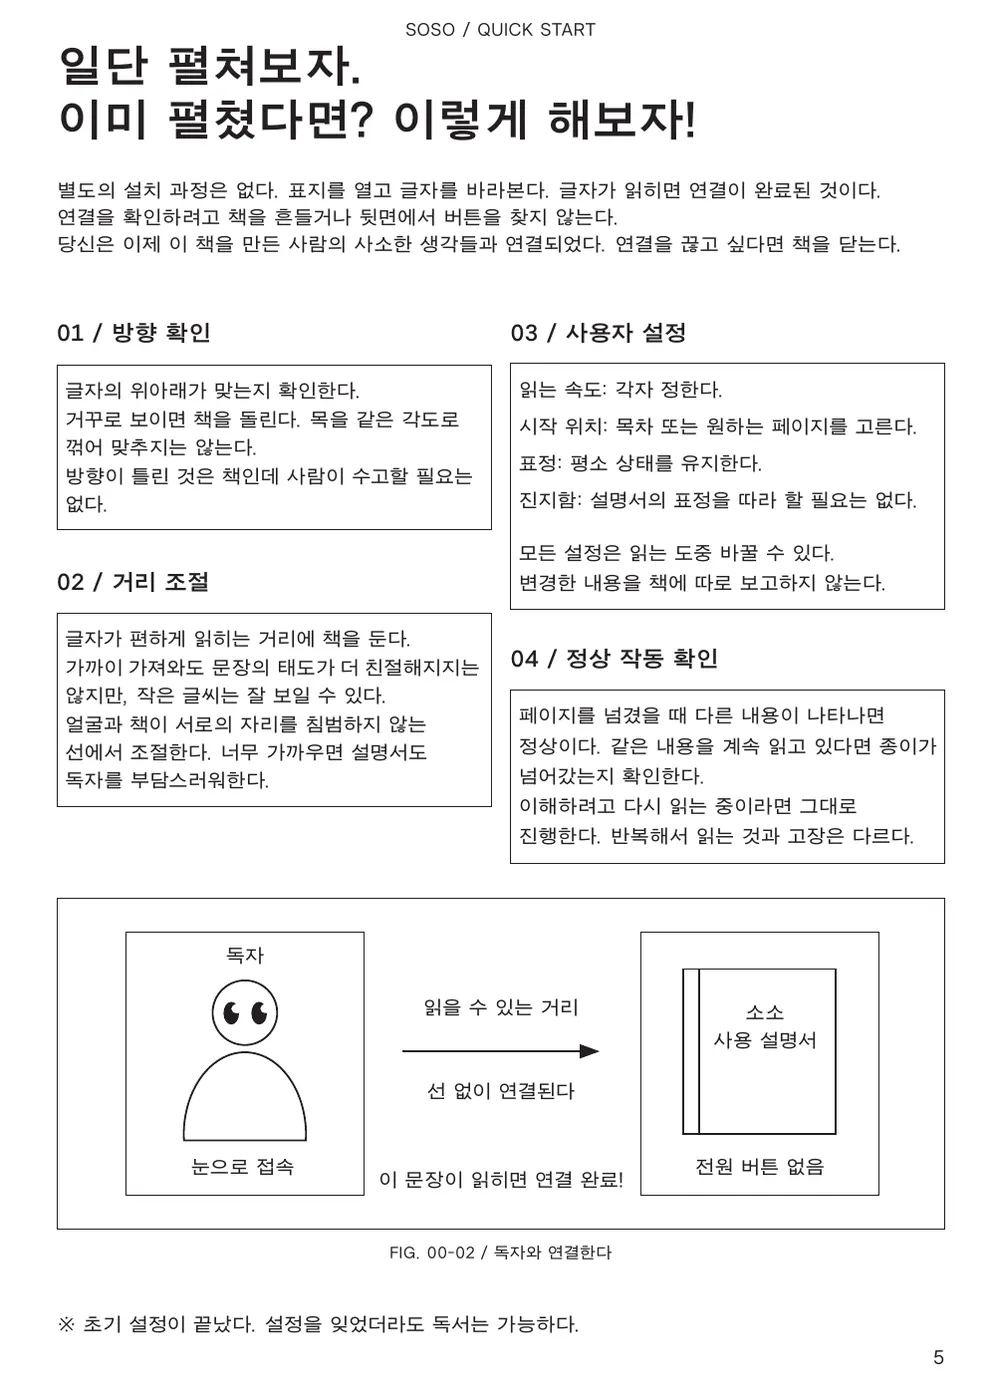 SOSO / QUICK START
일단 펼쳐보자.
이미 펼쳤다면? 이렇게 해보자!
별도의 설치 과정은 없다. 표지를 열고 글자를 바라본다. 글자가 읽히면 연결이 완료된 것이다.
연결을 확인하려고 책을 흔들거나 뒷면에서 버튼을 찾지 않는다.
당신은 이제 이 책을 만든 사람의 사소한 생각들과 연결되었다. 연결을 끊고 싶다면 책을 닫는다.
01 / 방향 확인
글자의 위아래가 맞는지 확인한다.
거꾸로 보이면 책을 돌린다. 목을 같은 각도로
꺾어 맞추지는 않는다.
방향이 틀린 것은 책인데 사람이 수고할 필요는
없다.
02 / 거리 조절
글자가 편하게 읽히는 거리에 책을 둔다.
가까이 가져와도 문장의 태도가 더 친절해지지는
않지만, 작은 글씨는 잘 보일 수 있다.
얼굴과 책이 서로의 자리를 침범하지 않는
선에서 조절한다. 너무 가까우면 설명서도
독자를 부담스러워한다.
03 / 사용자 설정
읽는 속도: 각자 정한다.
시작 위치: 목차 또는 원하는 페이지를 고른다.
표정: 평소 상태를 유지한다.
진지함: 설명서의 표정을 따라 할 필요는 없다.
모든 설정은 읽는 도중 바꿀 수 있다.
변경한 내용을 책에 따로 보고하지 않는다.
04 / 정상 작동 확인
페이지를 넘겼을 때 다른 내용이 나타나면
정상이다. 같은 내용을 계속 읽고 있다면 종이가
넘어갔는지 확인한다.
이해하려고 다시 읽는 중이라면 그대로
진행한다. 반복해서 읽는 것과 고장은 다르다.
독자
눈으로 접속
읽을 수 있는 거리
선 없이 연결된다
이 문장이 읽히면 연결 완료!
소소
사용 설명서
전원 버튼 없음
FIG. 00-02 / 독자와 연결한다
※ 초기 설정이 끝났다. 설정을 잊었더라도 독서는 가능하다.
5